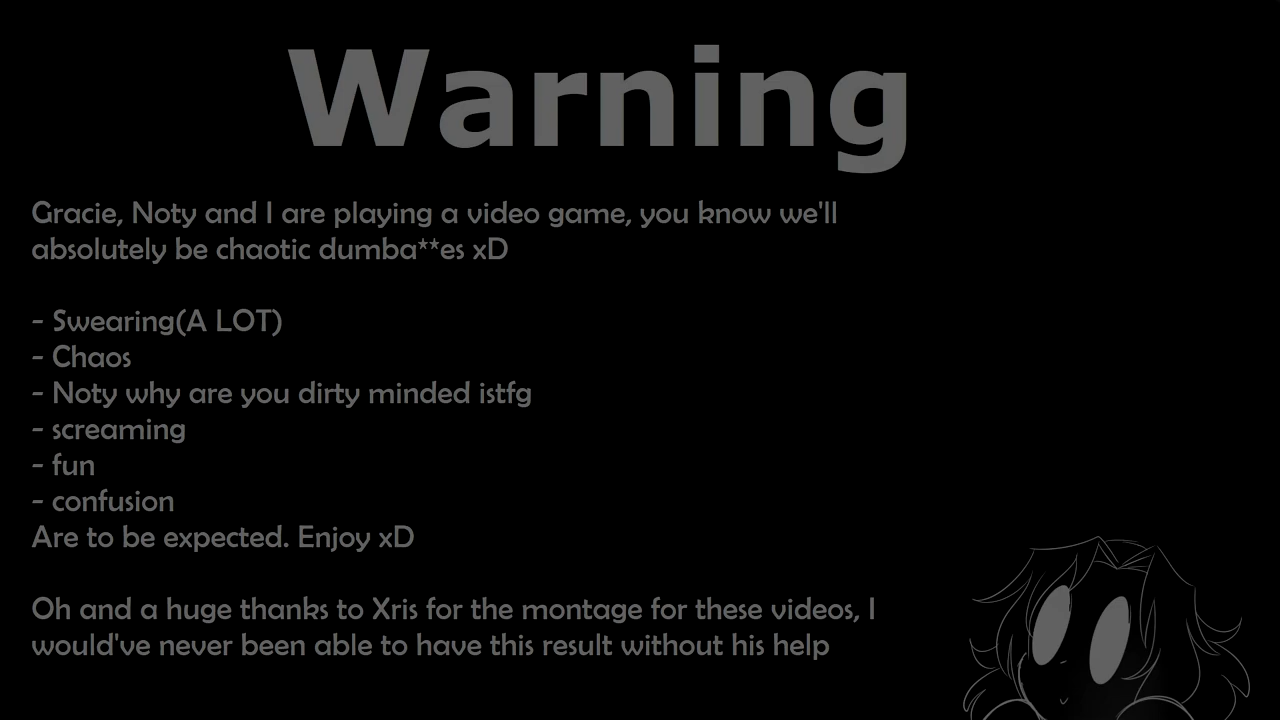 Warning
Gracie, Noty and I are playing a video game, you know we'll
absolutely be chaotic dumba**es xD
- Swearing(A LOT)
- Chaos
- Noty why are you dirty minded istfg
- screaming
- fun
- confusion
Are to be expected. Enjoy xD
Oh and a huge thanks to Xris for the montage for these videos, I
would've never been able to have this result without his help